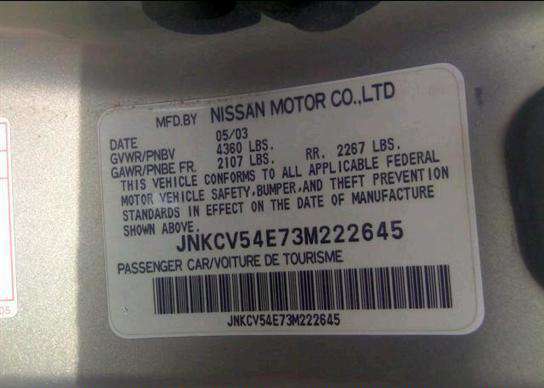 MFD.BY NISSAN MOTOR CO.,LTD
DATE 05/03
GVWR/PNBV 4360 LBS.
GAWR/PNBE FR. 2107 LBS. RR. 2267 LBS.
THIS VEHICLE CONFORMS TO ALL APPLICABLE FEDERAL
MOTOR VEHICLE SAFETY,BUMPER,AND THEFT PREVENTION
STANDARDS IN EFFECT ON THE DATE OF MANUFACTURE
SHOWN ABOVE.
JNKCV54E73M222645
PASSENGER CAR/VOITURE DE TOURISME
JNKCV54E73M222645
05